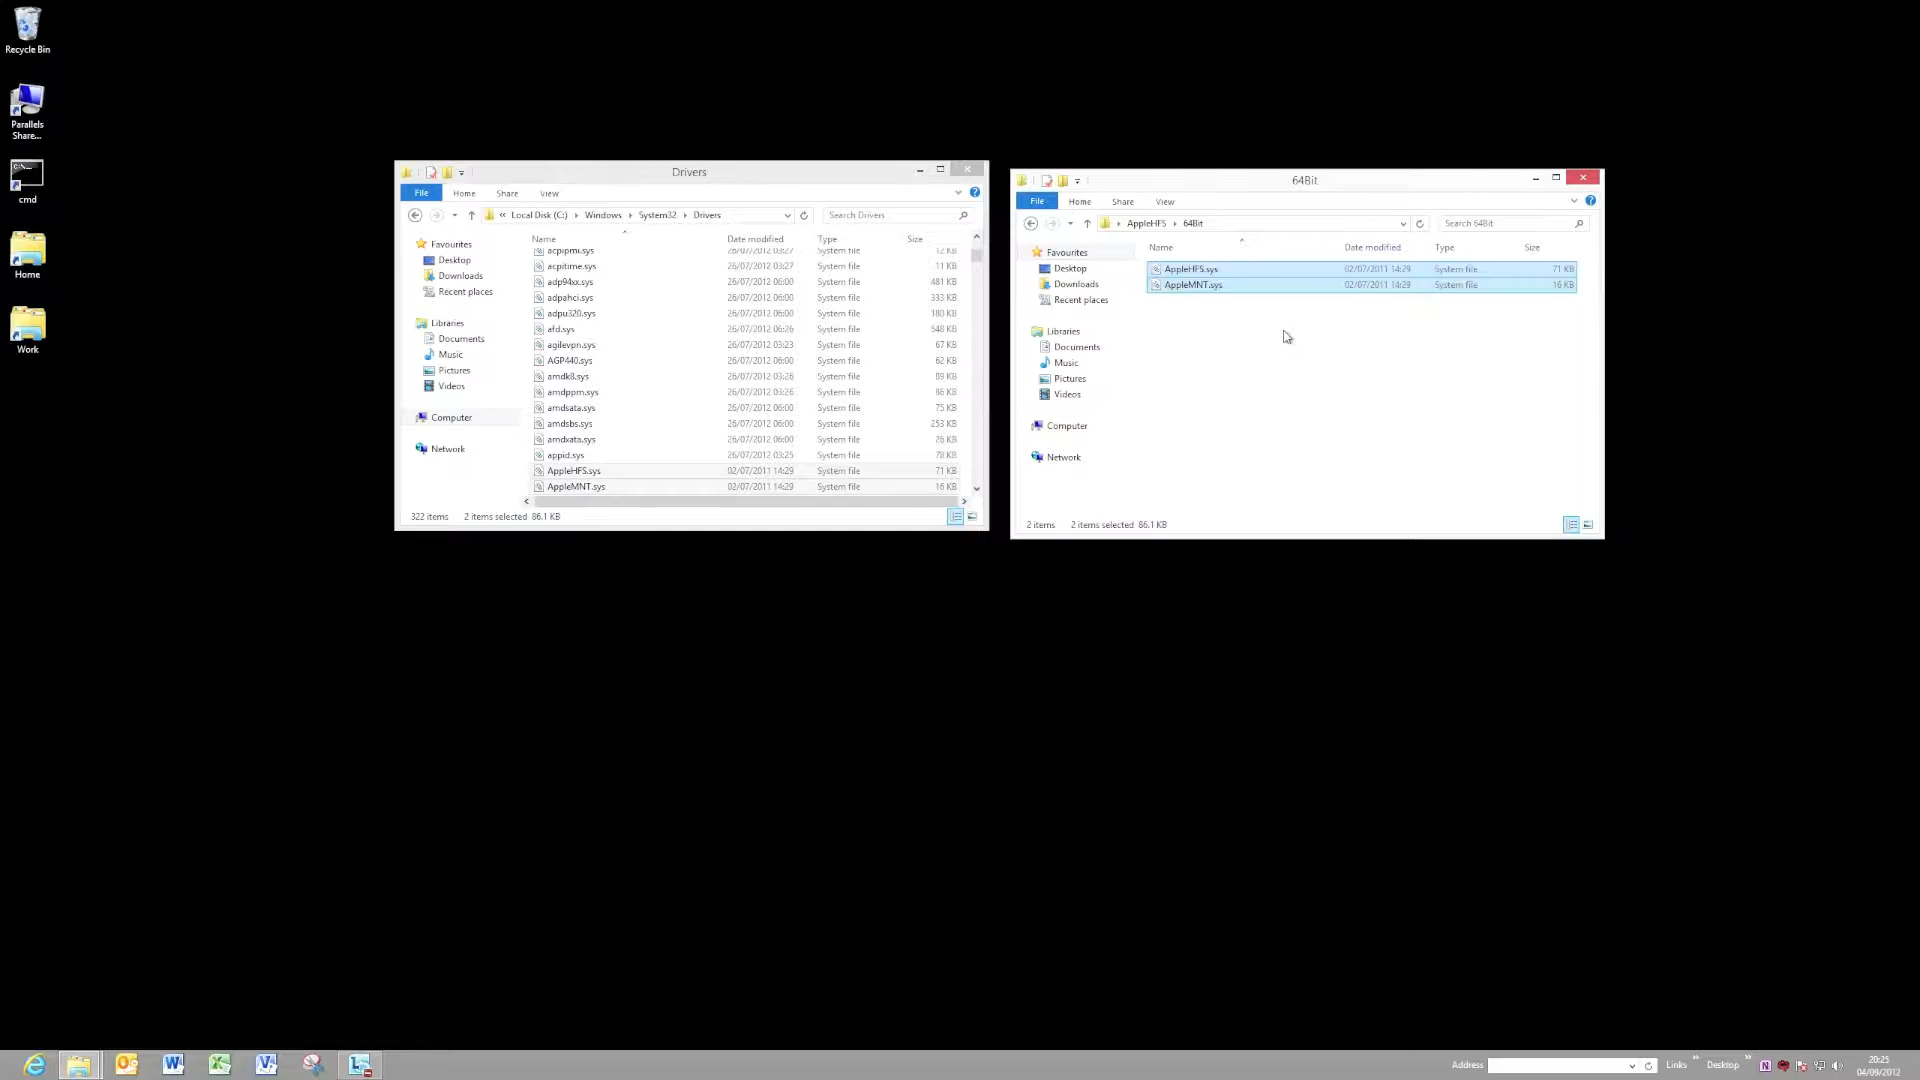 Recycle Bin
Parallels
Share...
cmd
Home
Work
Drivers
File Home Share View
« Local Disk (C:) Windows System32 Drivers
Search Drivers
Name Date modified Type Size
acpipmi.sys 26/07/2012 03:27 System file 12 KB
acpitime.sys 26/07/2012 03:27 System file 11 KB
adp94xx.sys 26/07/2012 06:00 System file 481 KB
adpahci.sys 26/07/2012 06:00 System file 333 KB
adpu320.sys 26/07/2012 06:00 System file 180 KB
afd.sys 26/07/2012 06:26 System file 548 KB
agilevpn.sys 26/07/2012 03:23 System file 67 KB
AGP440.sys 26/07/2012 06:00 System file 62 KB
amdk8.sys 26/07/2012 03:26 System file 89 KB
amdppm.sys 26/07/2012 03:26 System file 86 KB
amdsata.sys 26/07/2012 06:00 System file 75 KB
amdsbs.sys 26/07/2012 06:00 System file 253 KB
amdxata.sys 26/07/2012 06:00 System file 26 KB
appid.sys 26/07/2012 03:25 System file 78 KB
AppleHFS.sys 02/07/2011 14:29 System file 71 KB
AppleMNT.sys 02/07/2011 14:29 System file 16 KB
Favourites
Desktop
Downloads
Recent places
Libraries
Documents
Music
Pictures
Videos
Computer
Network
322 items 2 items selected 86.1 KB
64Bit
File Home Share View
AppleHFS 64Bit
Search 64Bit
Name Date modified Type Size
AppleHFS.sys 02/07/2011 14:29 System file 71 KB
AppleMNT.sys 02/07/2011 14:29 System file 16 KB
Favourites
Desktop
Downloads
Recent places
Libraries
Documents
Music
Pictures
Videos
Computer
Network
2 items 2 items selected 86.1 KB
Address Links Desktop
20:25
04/09/2012